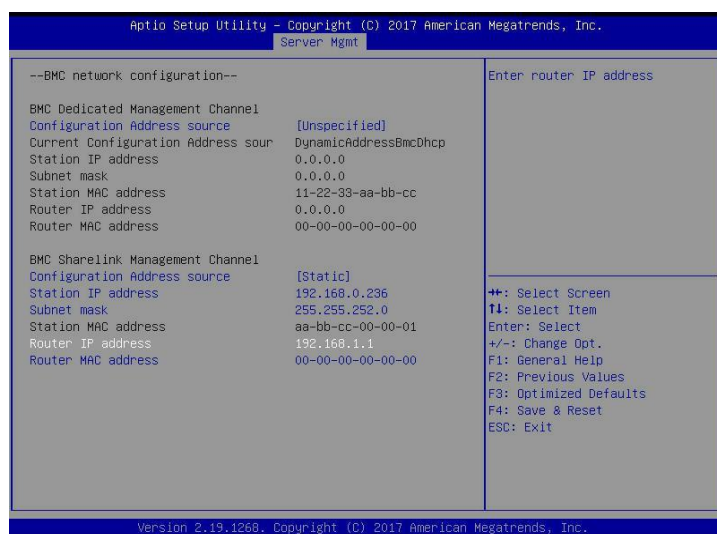 Aptio Setup Utility – Copyright (C) 2017 American Megatrends, Inc.
Server Mgmt
--BMC network configuration--
BMC Dedicated Management Channel
Configuration Address source [Unspecified]
Current Configuration Address sour DynamicAddressBmcDhcp
Station IP address 0.0.0.0
Subnet mask 0.0.0.0
Station MAC address 11-22-33-aa-bb-cc
Router IP address 0.0.0.0
Router MAC address 00-00-00-00-00-00
BMC Sharelink Management Channel
Configuration Address source [Static]
Station IP address 192.168.0.236
Subnet mask 255.255.252.0
Station MAC address aa-bb-cc-00-00-01
Router IP address 192.168.1.1
Router MAC address 00-00-00-00-00-00
Enter router IP address
→←: Select Screen
↑↓: Select Item
Enter: Select
+/-: Change Opt.
F1: General Help
F2: Previous Values
F3: Optimized Defaults
F4: Save & Reset
ESC: Exit
Version 2.19.1268. Copyright (C) 2017 American Megatrends, Inc.